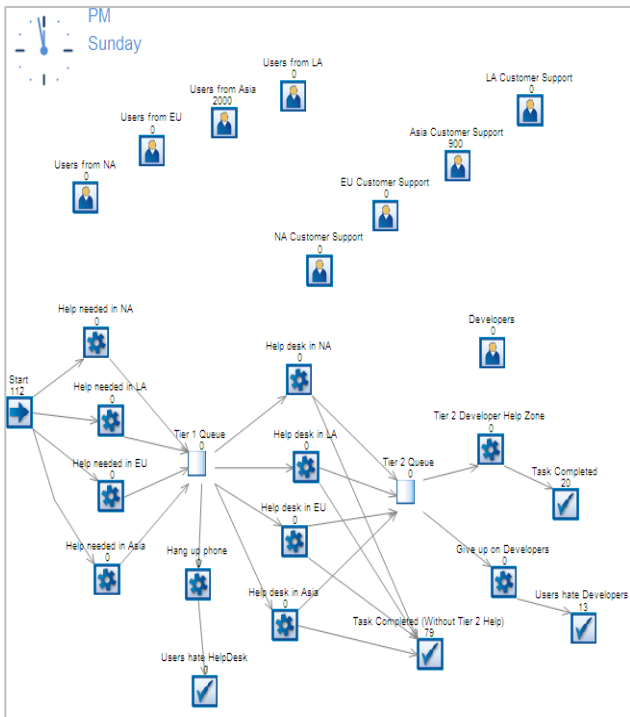 PM
Sunday
Users from LA
0
Users from Asia
2000
Users from EU
0
Users from NA
0
LA Customer Support
0
Asia Customer Support
900
EU Customer Support
0
NA Customer Support
0
Help needed in NA
0
Help desk in NA
0
Developers
0
Start
112
Help needed in LA
0
Tier 1 Queue
0
Help desk in LA
0
Tier 2 Developer Help Zone
0
Help needed in EU
0
Tier 2 Queue
0
Task Completed
20
Help desk in EU
0
Help needed in Asia
0
Hang up phone
0
Give up on Developers
0
Help desk in Asia
0
Users hate Developers
13
Task Completed (Without Tier 2 Help)
79
Users hate HelpDesk